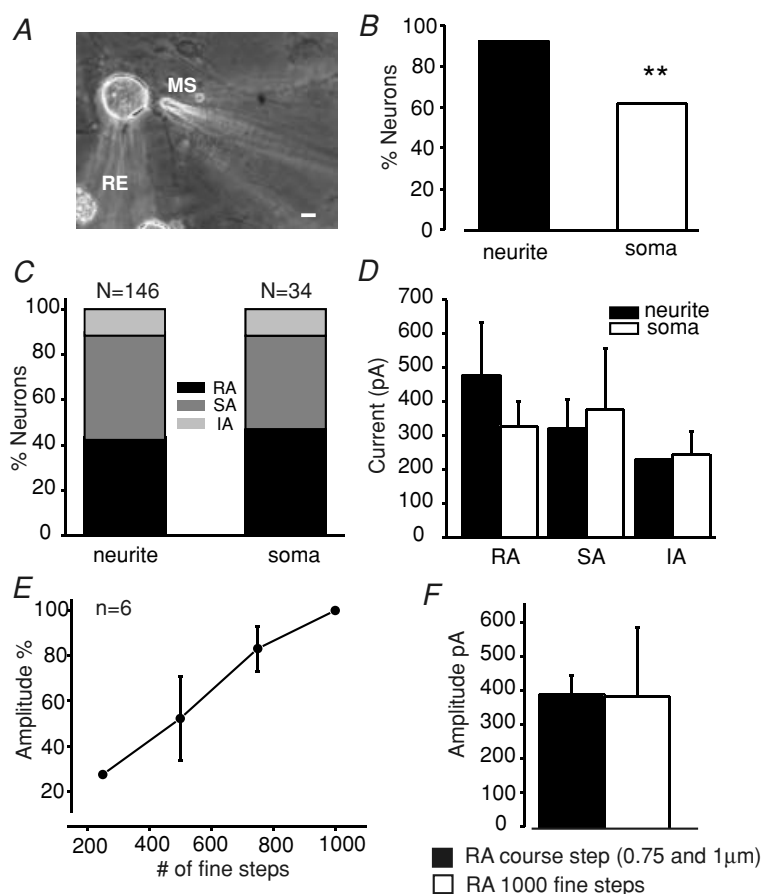 A
MS
RE
B
% Neurons
100
80
60
40
20
0
**
neurite
soma
C
N=146
N=34
% Neurons
100
80
60
40
20
0
RA
SA
IA
neurite
soma
D
Current (pA)
700
600
500
400
300
200
100
0
neurite
soma
RA
SA
IA
E
n=6
Amplitude %
100
80
60
40
20
200
400
600
800
1000
# of fine steps
F
Amplitude pA
600
500
400
300
200
100
0
RA course step (0.75 and 1μm)
RA 1000 fine steps